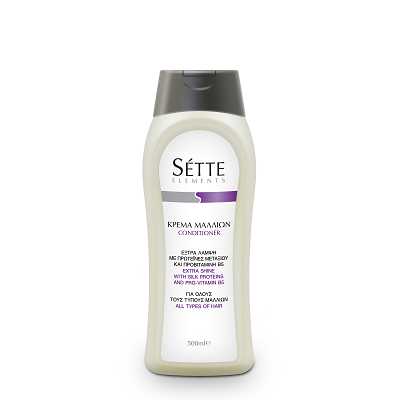 SÉTTE
ELEMENTS
ΚΡΕΜΑ ΜΑΛΛΙΩΝ
CONDITIONER
ΕΞΤΡΑ ΛΑΜΨΗ
ΜΕ ΠΡΩΤΕΪΝΕΣ ΜΕΤΑΞΙΟΥ
ΚΑΙ ΠΡΟΒΙΤΑΜΙΝΗ Β5
EXTRA SHINE
WITH SILK PROTEINS
AND PRO-VITAMIN B5
ΓΙΑ ΟΛΟΥΣ
ΤΟΥΣ ΤΥΠΟΥΣ ΜΑΛΛΙΩΝ
ALL TYPES OF HAIR
500ml℮